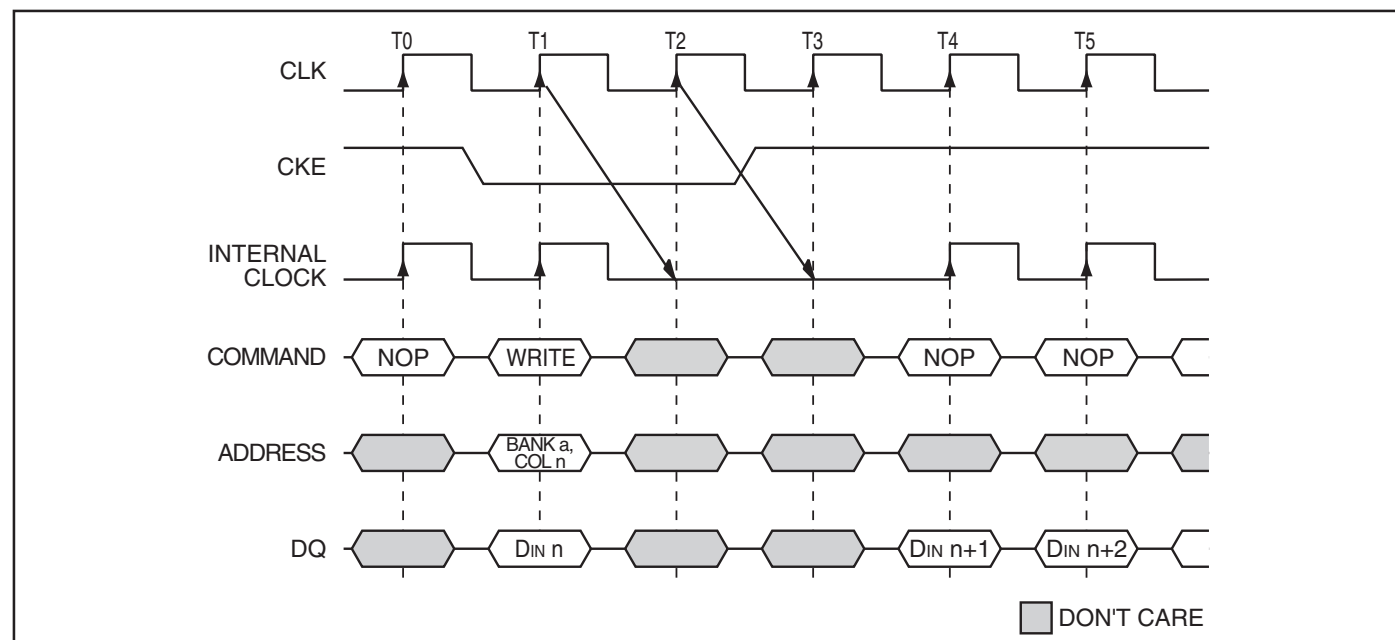 T0 T1 T2 T3 T4 T5
CLK
CKE
INTERNAL
CLOCK
COMMAND NOP WRITE NOP NOP
ADDRESS BANK a,
COL n
DQ DIN n DIN n+1 DIN n+2
DON'T CARE